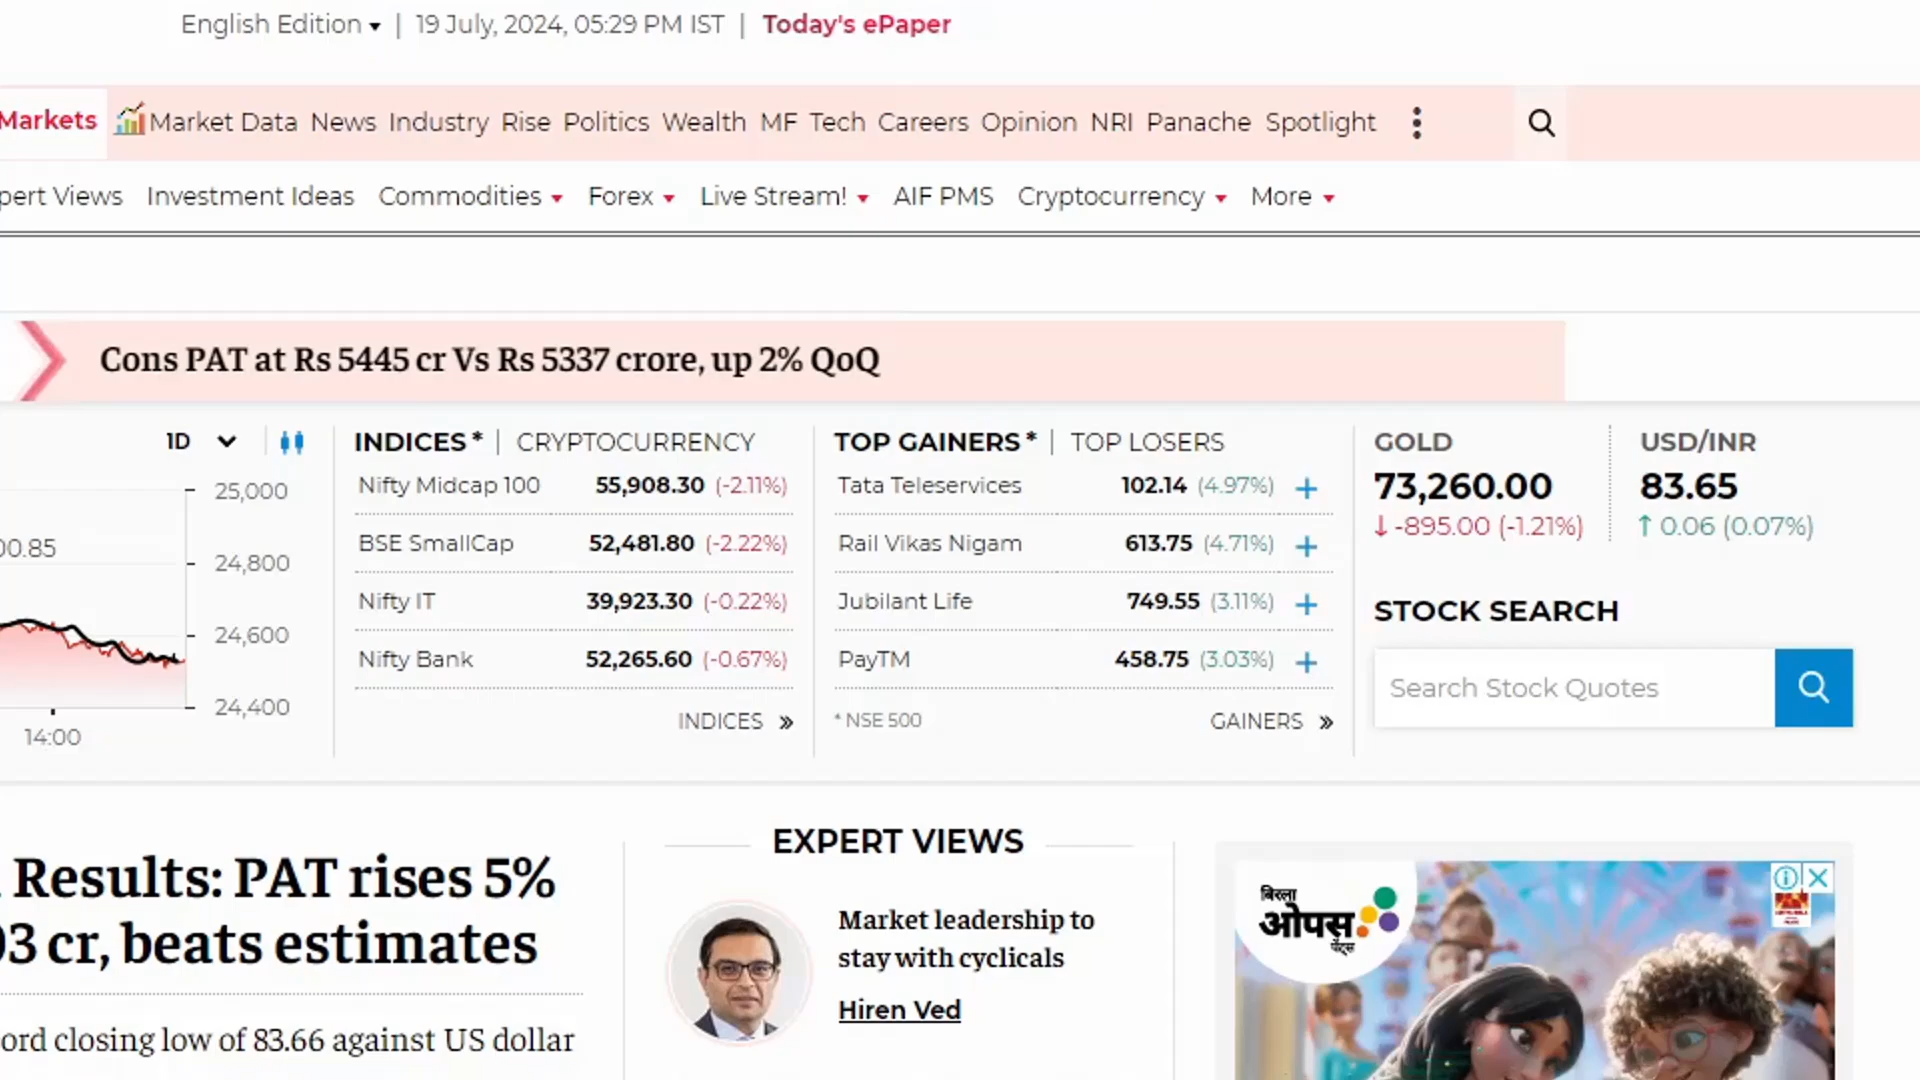 English Edition | 19 July, 2024, 05:29 PM IST | Today's ePaper
Markets Market Data News Industry Rise Politics Wealth MF Tech Careers Opinion NRI Panache Spotlight
pert Views Investment Ideas Commodities Forex Live Stream! AIF PMS Cryptocurrency More
Cons PAT at Rs 5445 cr Vs Rs 5337 crore, up 2% QoQ
1D
25,000
00.85
24,800
24,600
24,400
14:00
INDICES * | CRYPTOCURRENCY
Nifty Midcap 100 55,908.30 (-2.11%)
BSE SmallCap 52,481.80 (-2.22%)
Nifty IT 39,923.30 (-0.22%)
Nifty Bank 52,265.60 (-0.67%)
INDICES »
TOP GAINERS * | TOP LOSERS
Tata Teleservices 102.14 (4.97%) +
Rail Vikas Nigam 613.75 (4.71%) +
Jubilant Life 749.55 (3.11%) +
PayTM 458.75 (3.03%) +
* NSE 500 GAINERS »
GOLD
73,260.00
↓ -895.00 (-1.21%)
USD/INR
83.65
↑ 0.06 (0.07%)
STOCK SEARCH
Search Stock Quotes
Results: PAT rises 5%
03 cr, beats estimates
ord closing low of 83.66 against US dollar
EXPERT VIEWS
Market leadership to
stay with cyclicals
Hiren Ved
बिरला
ओपस
पेंट्स